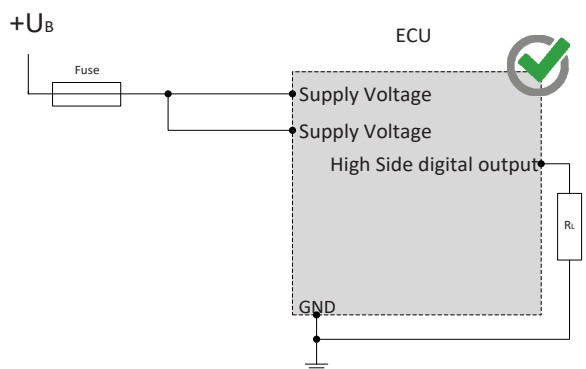 +UB
ECU
Fuse
Supply Voltage
Supply Voltage
High Side digital output
RL
GND